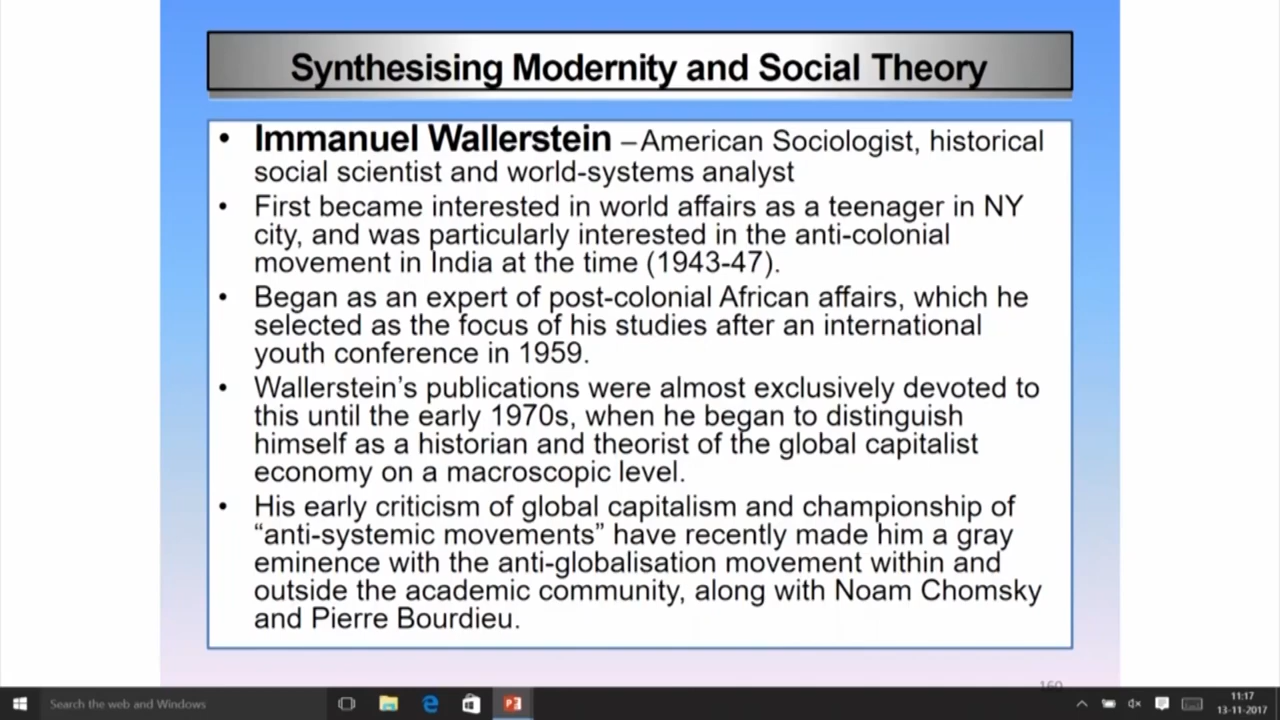 Synthesising Modernity and Social Theory
• Immanuel Wallerstein – American Sociologist, historical
social scientist and world-systems analyst
• First became interested in world affairs as a teenager in NY
city, and was particularly interested in the anti-colonial
movement in India at the time (1943-47).
• Began as an expert of post-colonial African affairs, which he
selected as the focus of his studies after an international
youth conference in 1959.
• Wallerstein's publications were almost exclusively devoted to
this until the early 1970s, when he began to distinguish
himself as a historian and theorist of the global capitalist
economy on a macroscopic level.
• His early criticism of global capitalism and championship of
“anti-systemic movements” have recently made him a gray
eminence with the anti-globalisation movement within and
outside the academic community, along with Noam Chomsky
and Pierre Bourdieu.
160
Search the web and Windows
11:17
13-11-2017